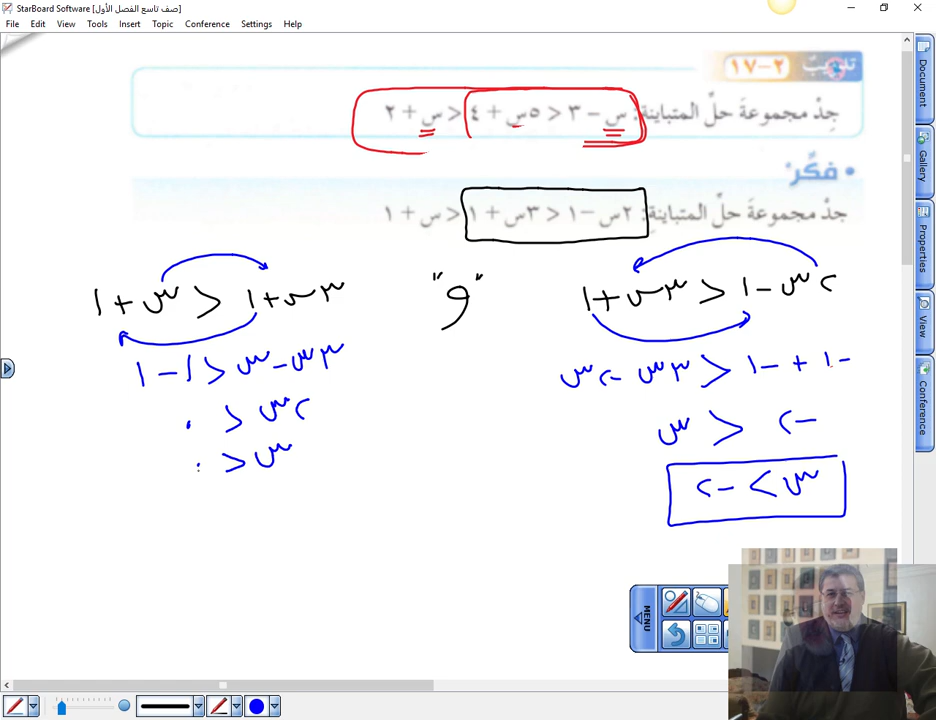 StarBoard Software [صف تاسع الفصل الأول].
File Edit View Tools Insert Topic Conference Settings Help
تدريب ٢-١٧
جِدْ مجموعةَ حلِّ المتباينة: س − ٣ < ٥س + ٤ < س + ٢
• فكّرْ
جدْ مجموعةَ حلِّ المتباينةِ: ٢س − ١ < ٣س + ١ < س + ١
٢س − ١ < ٣س + ١ "و" ٣س + ١ < س + ١
−١ + −١ < ٣س − ٢س
٣س − س < ١ − ١
−٢ < س
٢س < ٠
س > −٢
س < ٠
Document
Gallery
Properties
View
Conference
MENU